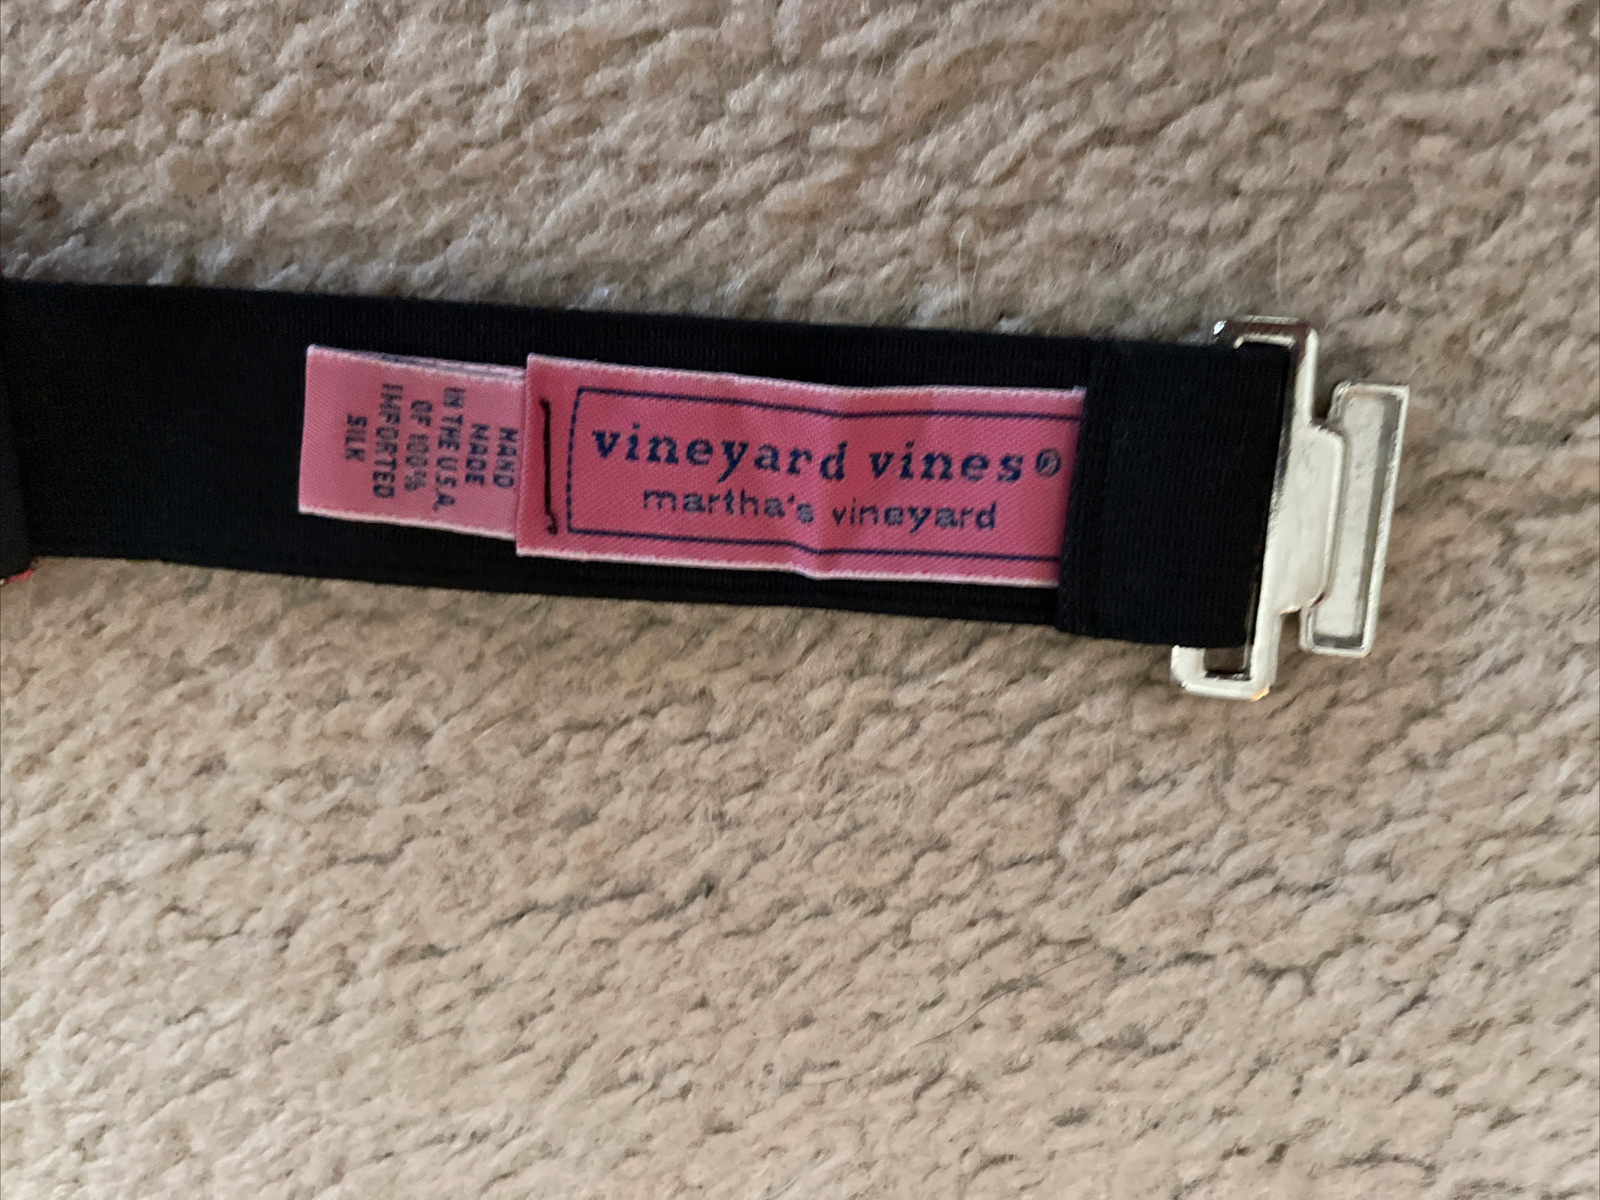 vineyard vines®
martha's vineyard
HAND
MADE
IN THE U.S.A.
OF 100%
IMPORTED
SILK